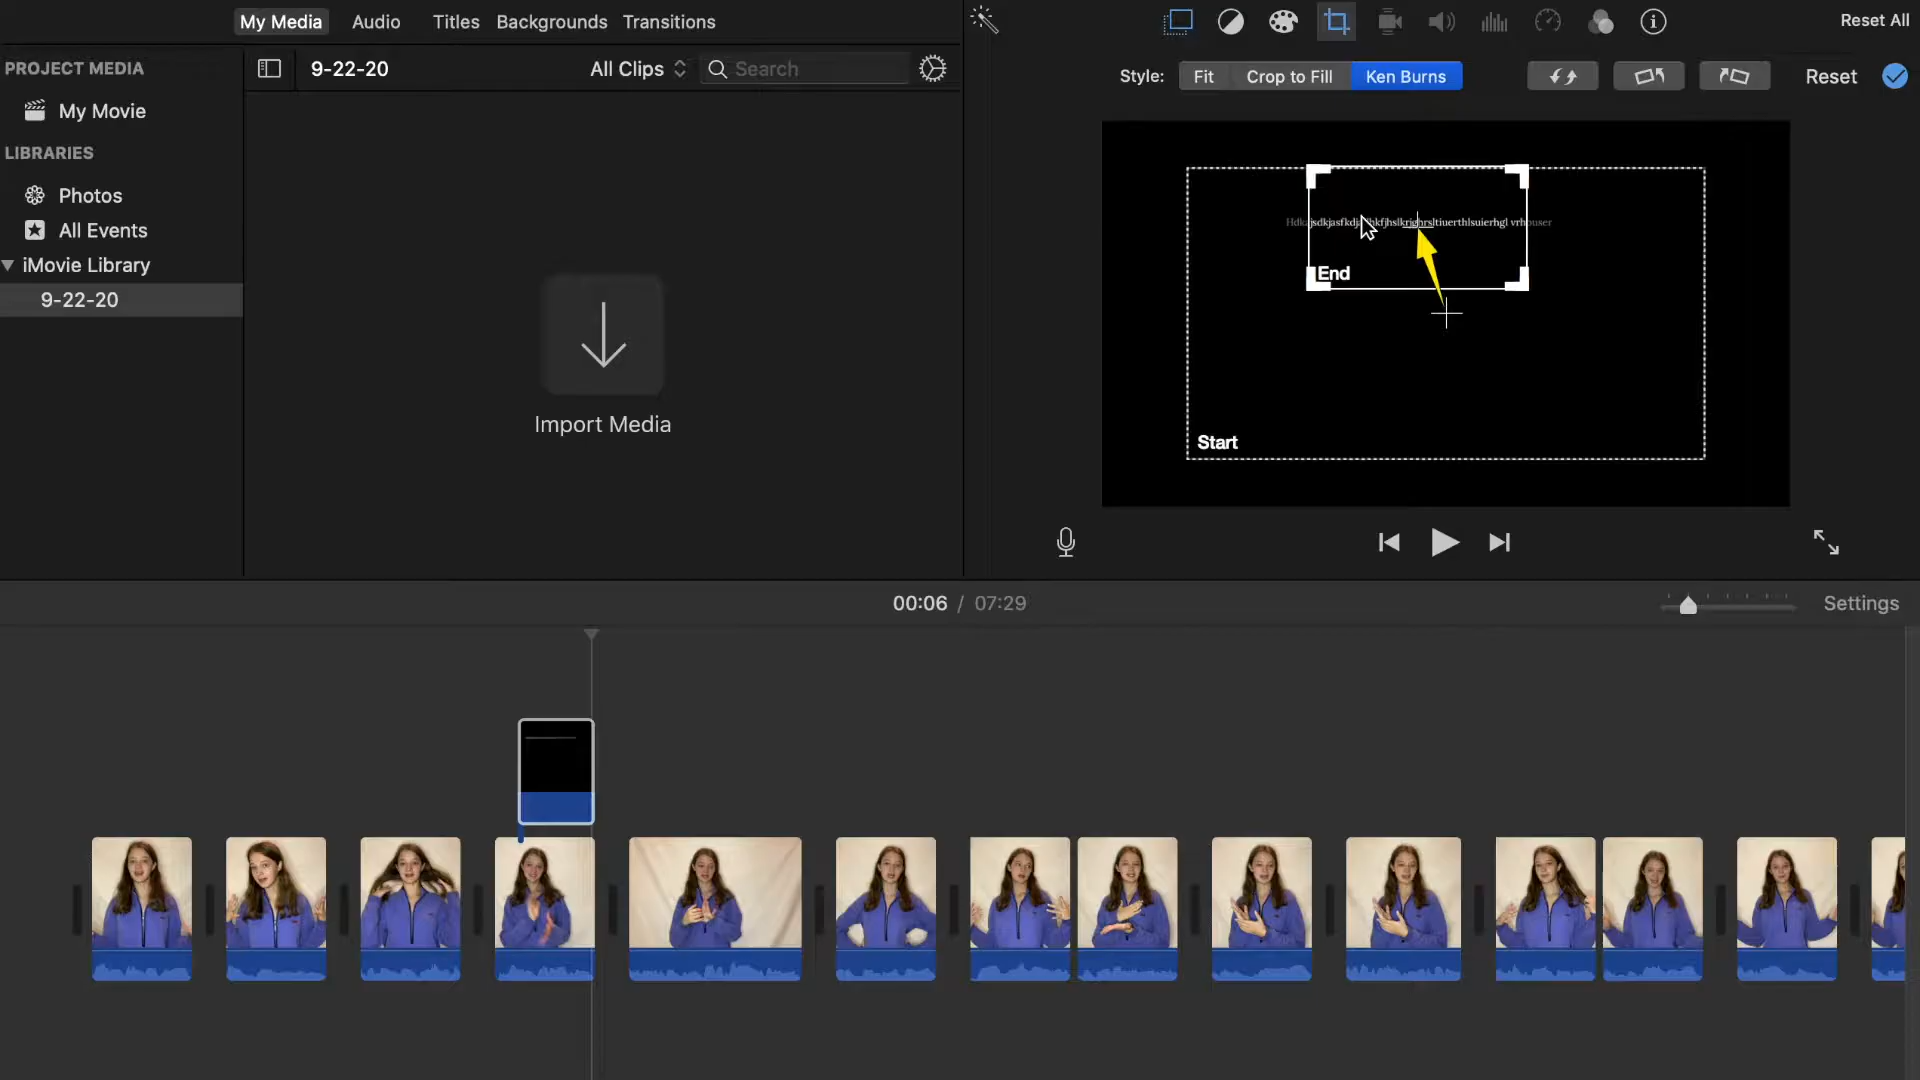 My Media Audio Titles Backgrounds Transitions
Reset All
PROJECT MEDIA
9-22-20
All Clips
Search
Style: Fit Crop to Fill Ken Burns
Reset
My Movie
LIBRARIES
Photos
All Events
iMovie Library
9-22-20
Import Media
End
Start
00:06 / 07:29
Settings